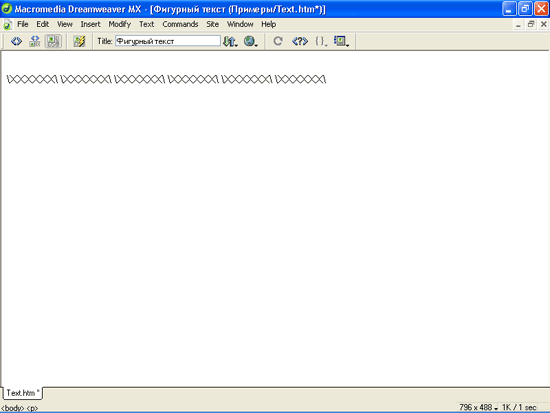 Macromedia Dreamweaver MX - [Фигурный текст (Примеры/Text.htm*)]
File Edit View Insert Modify Text Commands Site Window Help
Title: Фигурный текст
Text.htm*
<body> <p> 796 x 488 1K / 1 sec